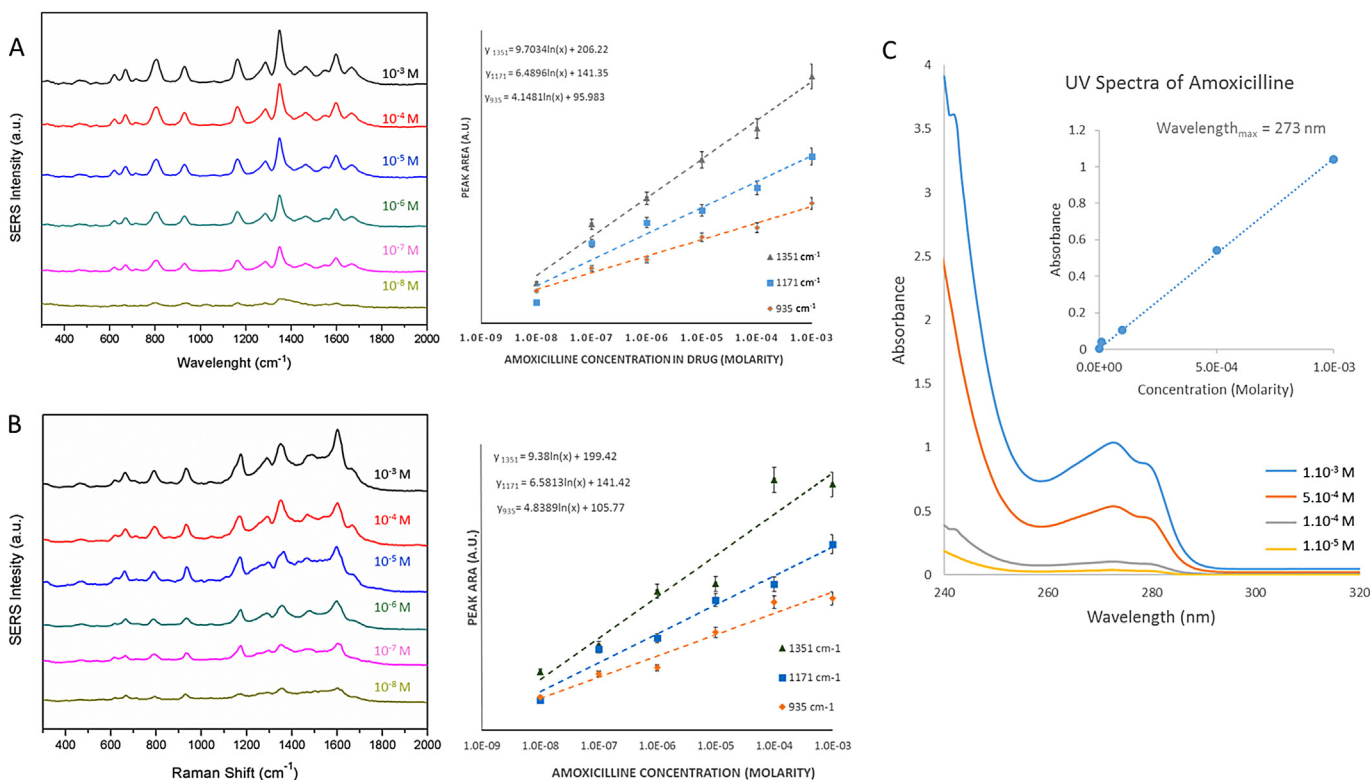 A
SERS Intensity (a.u.)
10⁻³ M
10⁻⁴ M
10⁻⁵ M
10⁻⁶ M
10⁻⁷ M
10⁻⁸ M
400 600 800 1000 1200 1400 1600 1800 2000
Wavelenght (cm⁻¹)
y 1351 = 9.7034ln(x) + 206.22
y1171 = 6.4896ln(x) + 141.35
y935 = 4.1481ln(x) + 95.983
PEAK AREA (A.U.)
1351 cm⁻¹
1171 cm⁻¹
935 cm⁻¹
1.0E-09 1.0E-08 1.0E-07 1.0E-06 1.0E-05 1.0E-04 1.0E-03
AMOXICILLINE CONCENTRATION IN DRUG (MOLARITY)
B
SERS Intesity (a.u.)
10⁻³ M
10⁻⁴ M
10⁻⁵ M
10⁻⁶ M
10⁻⁷ M
10⁻⁸ M
400 600 800 1000 1200 1400 1600 1800 2000
Raman Shift (cm⁻¹)
y 1351 = 9.38ln(x) + 199.42
y1171 = 6.5813ln(x) + 141.42
y935 = 4.8389ln(x) + 105.77
PEAK ARA (A.U.)
1351 cm-1
1171 cm-1
935 cm-1
1.0E-09 1.0E-08 1.0E-07 1.0E-06 1.0E-05 1.0E-04 1.0E-03
AMOXICILLINE CONCENTRATION (MOLARITY)
C
UV Spectra of Amoxicilline
Wavelengthmax = 273 nm
Absorbance
1.2
1
0.8
0.6
0.4
0.2
0
0.0E+00 5.0E-04 1.0E-03
Concentration (Molarity)
Absorbance
4
3.5
3
2.5
2
1.5
1
0.5
0
1.10⁻³ M
5.10⁻⁴ M
1.10⁻⁴ M
1.10⁻⁵ M
240 260 280 300 320
Wavelength (nm)